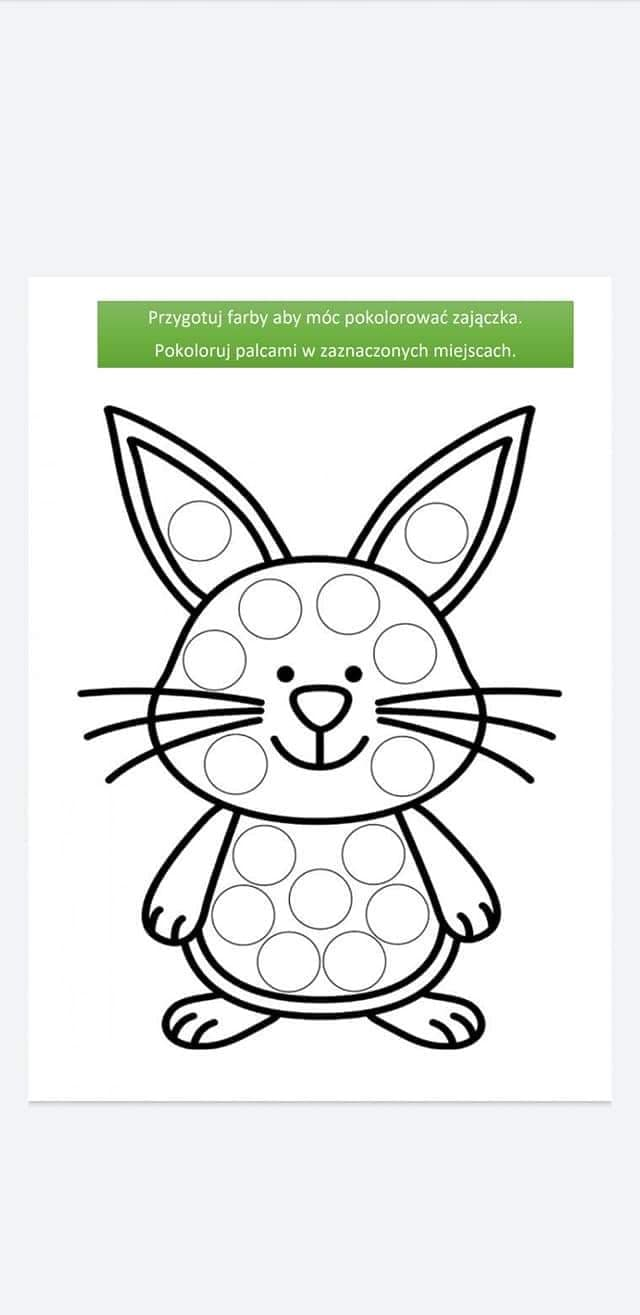 Przygotuj farby aby móc pokolorować zajączka.
Pokoloruj palcami w zaznaczonych miejscach.